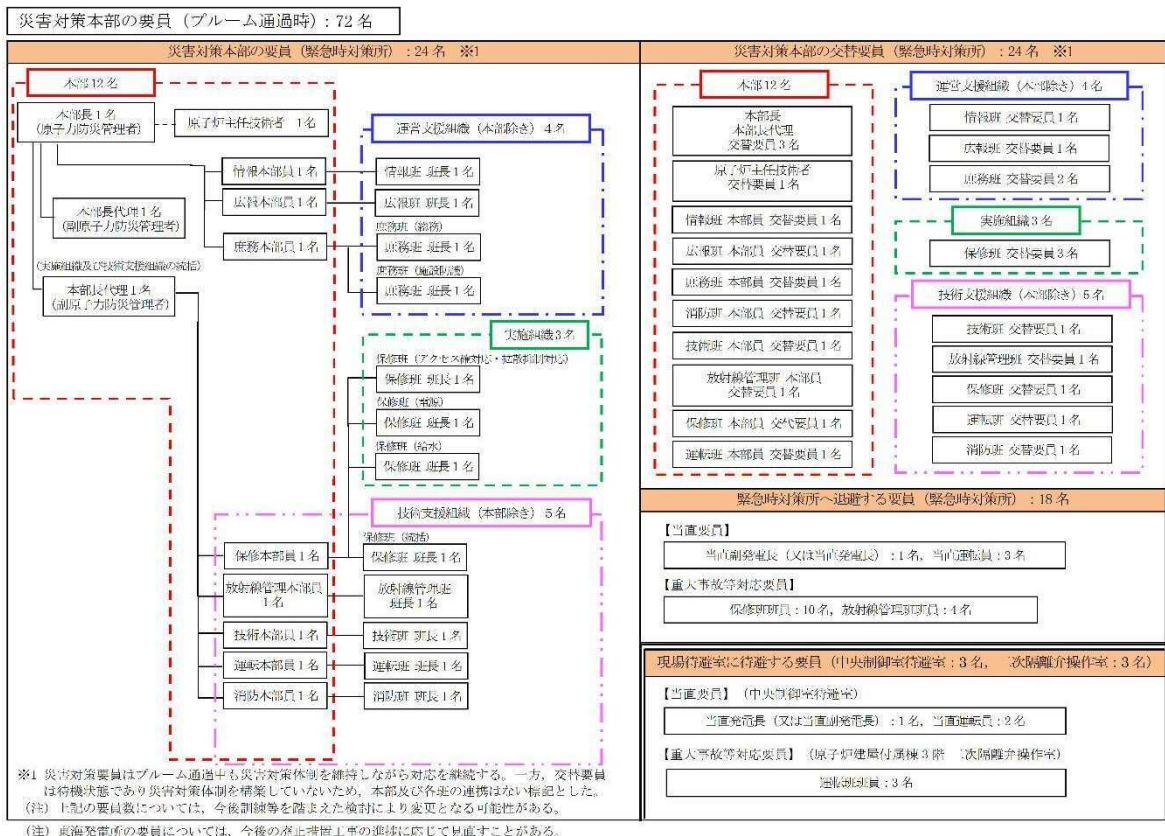 災害対策本部の要員（プルーム通過時）：72 名
災害対策本部の要員（緊急時対策所）：24 名　※1
本部 12 名
本部長 1 名
（原子力防災管理者）
原子炉主任技術者　1 名
情報本部員 1 名
広報本部員 1 名
庶務本部員 1 名
本部長代理 1 名
（副原子力防災管理者）
（実施組織及び技術支援組織の統括）
本部長代理 1 名
（副原子力防災管理者）
運営支援組織（本部除き）4 名
情報班 班長 1 名
広報班 班長 1 名
庶務班（総務）
庶務班 班長 1 名
庶務班（施設防護）
庶務班 班長 1 名
実施組織 3 名
保修班（アクセス確対応・拡散抑制対応）
保修班 班長 1 名
保修班（電源）
保修班 班長 1 名
保修班（給水）
保修班 班長 1 名
技術支援組織（本部除き）5 名
保修本部員 1 名
保修班（統括）
保修班 班長 1 名
放射線管理本部員
1 名
放射線管理班
班長 1 名
技術本部員 1 名
技術班 班長 1 名
運転本部員 1 名
運転班 班長 1 名
消防本部員 1 名
消防班 班長 1 名
※1 災害対策要員はプルーム通過中も災害対策体制を維持しながら対応を継続する。一方，交替要員
は待機状態であり災害対策体制を構築していないため，本部及び各班の連携はない標記とした。
（注）上記の要員数については，今後訓練等を踏まえた検討により変更となる可能性がある。
（注）東海発電所の要員については，今後の廃止措置工事の進捗に応じて見直すことがある。
災害対策本部の交替要員（緊急時対策所）：24 名　※1
本部 12 名
本部長
本部長代理
交替要員 3 名
原子炉主任技術者
交替要員 1 名
情報班 本部員 交替要員 1 名
広報班 本部員 交替要員 1 名
庶務班 本部員 交替要員 1 名
消防班 本部員 交替要員 1 名
技術班 本部員 交替要員 1 名
放射線管理班 本部員
交替要員 1 名
保修班 本部員 交代要員 1 名
運転班 本部員 交替要員 1 名
運営支援組織（本部除き）4 名
情報班 交替要員 1 名
広報班 交替要員 1 名
庶務班 交替要員 2 名
実施組織 3 名
保修班 交替要員 3 名
技術支援組織（本部除き）5 名
技術班 交替要員 1 名
放射線管理班 交替要員 1 名
保修班 交替要員 1 名
運転班 交替要員 1 名
消防班 交替要員 1 名
緊急時対策所へ退避する要員（緊急時対策所）：18 名
【当直要員】
当直副発電長（又は当直発電長）：1 名，当直運転員：3 名
【重大事故等対応要員】
保修班班員：10 名，放射線管理班班員：4 名
現場待避室に待避する要員（中央制御室待避室：3 名，二次隔離弁操作室：3 名）
【当直要員】（中央制御室待避室）
当直発電長（又は当直副発電長）：1 名，当直運転員：2 名
【重大事故等対応要員】（原子炉建屋付属棟 3 階　二次隔離弁操作室）
運転班班員：3 名